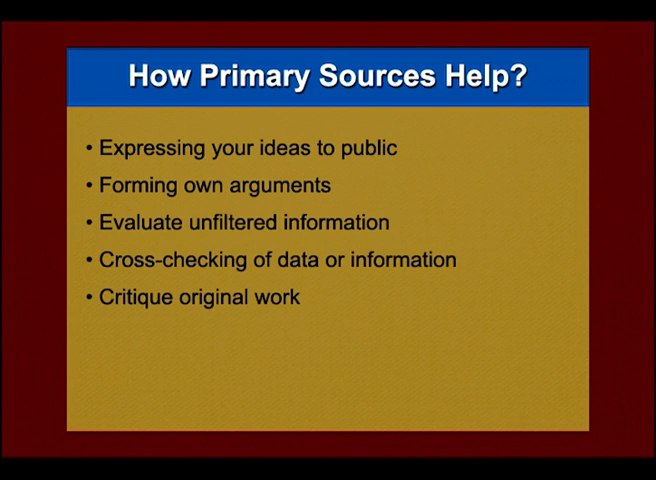 How Primary Sources Help?
• Expressing your ideas to public
• Forming own arguments
• Evaluate unfiltered information
• Cross-checking of data or information
• Critique original work